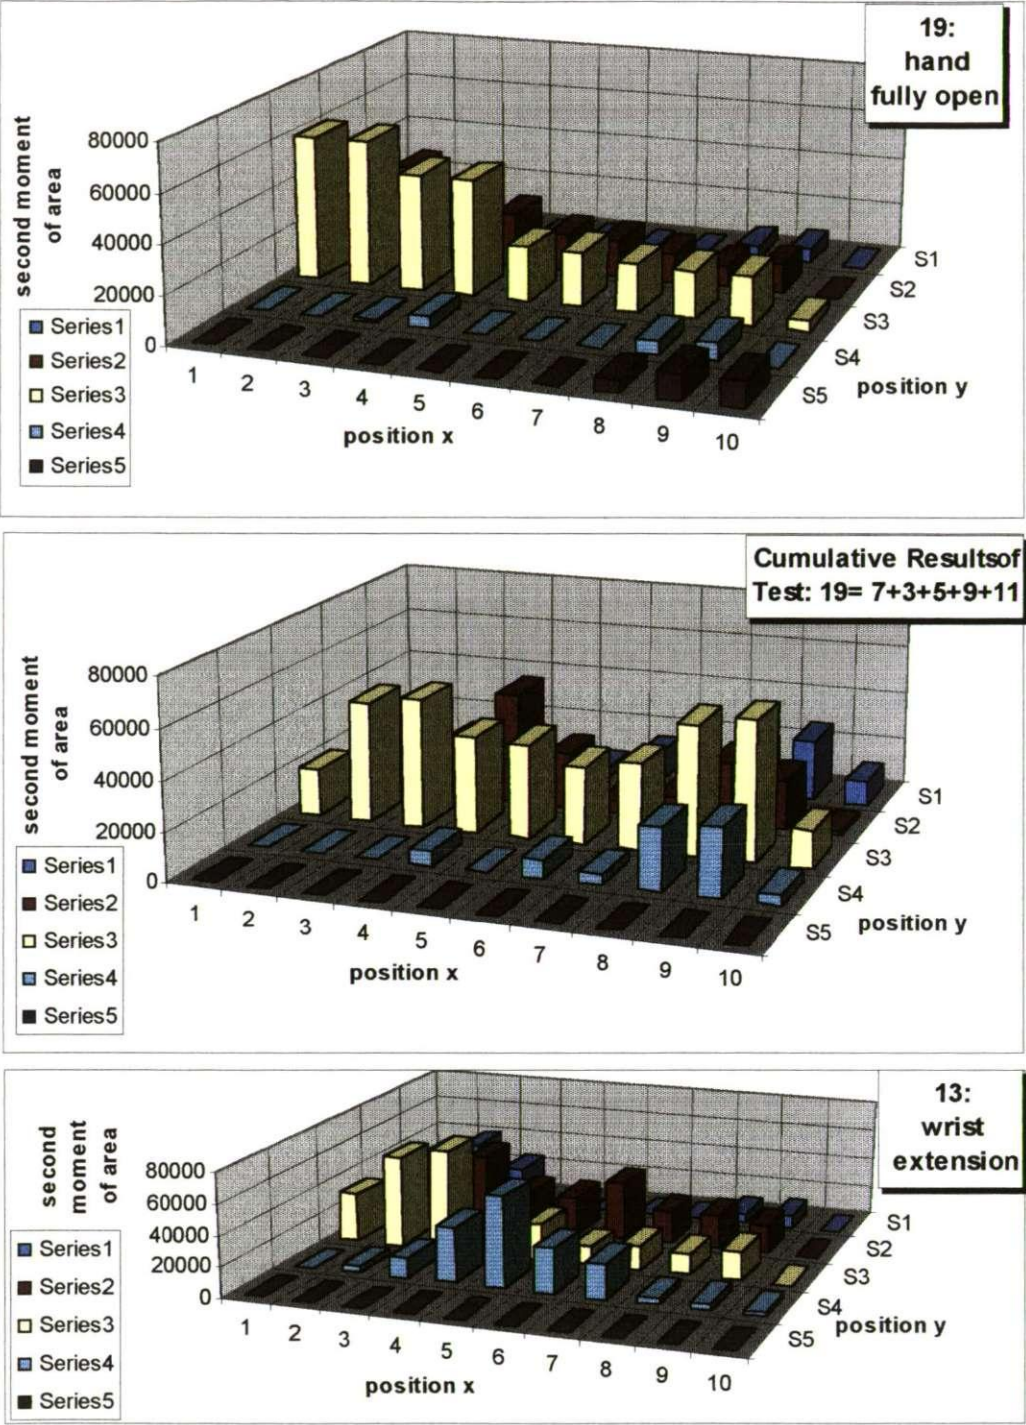 19:
hand
fully open
second moment
of area
80000
60000
40000
20000
0
1
2
3
4
5
6
7
8
9
10
position x
S1
S2
S3
S4
S5
position y
Series1
Series2
Series3
Series4
Series5
Cumulative Resultsof
Test: 19= 7+3+5+9+11
second moment
of area
80000
60000
40000
20000
0
1
2
3
4
5
6
7
8
9
10
position x
S1
S2
S3
S4
S5
position y
Series1
Series2
Series3
Series4
Series5
13:
wrist
extension
second
moment
of area
80000
60000
40000
20000
0
1
2
3
4
5
6
7
8
9
10
position x
S1
S2
S3
S4
S5
position y
Series1
Series2
Series3
Series4
Series5